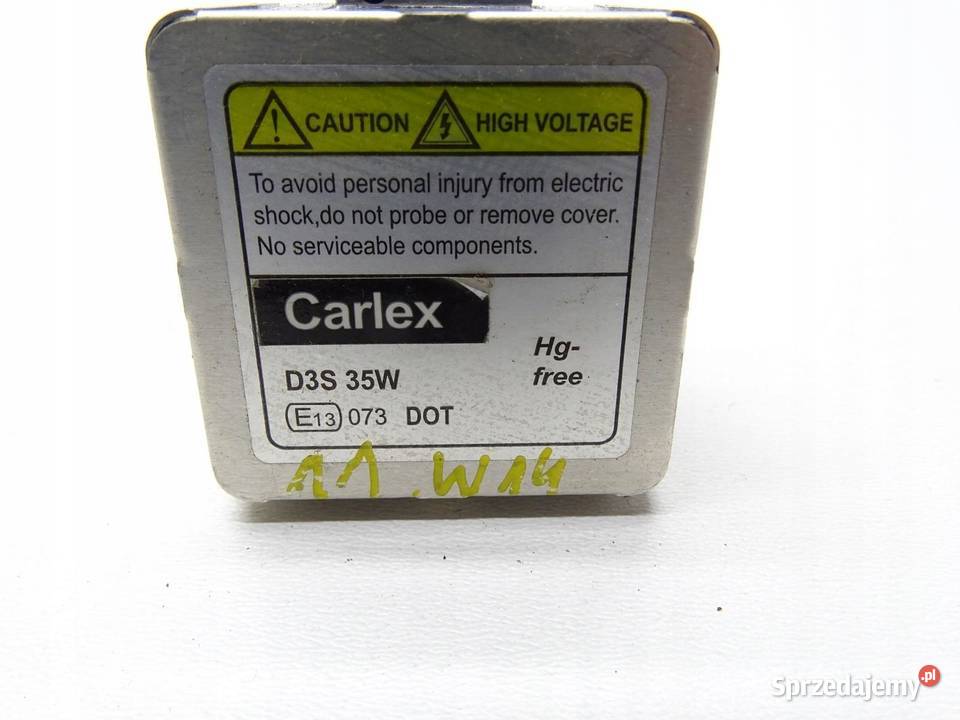 CAUTION HIGH VOLTAGE
To avoid personal injury from electric
shock,do not probe or remove cover.
No serviceable components.
Carlex
Hg-
free
D3S 35W
E13 073 DOT
11.W14
Sprzedajemy.pl